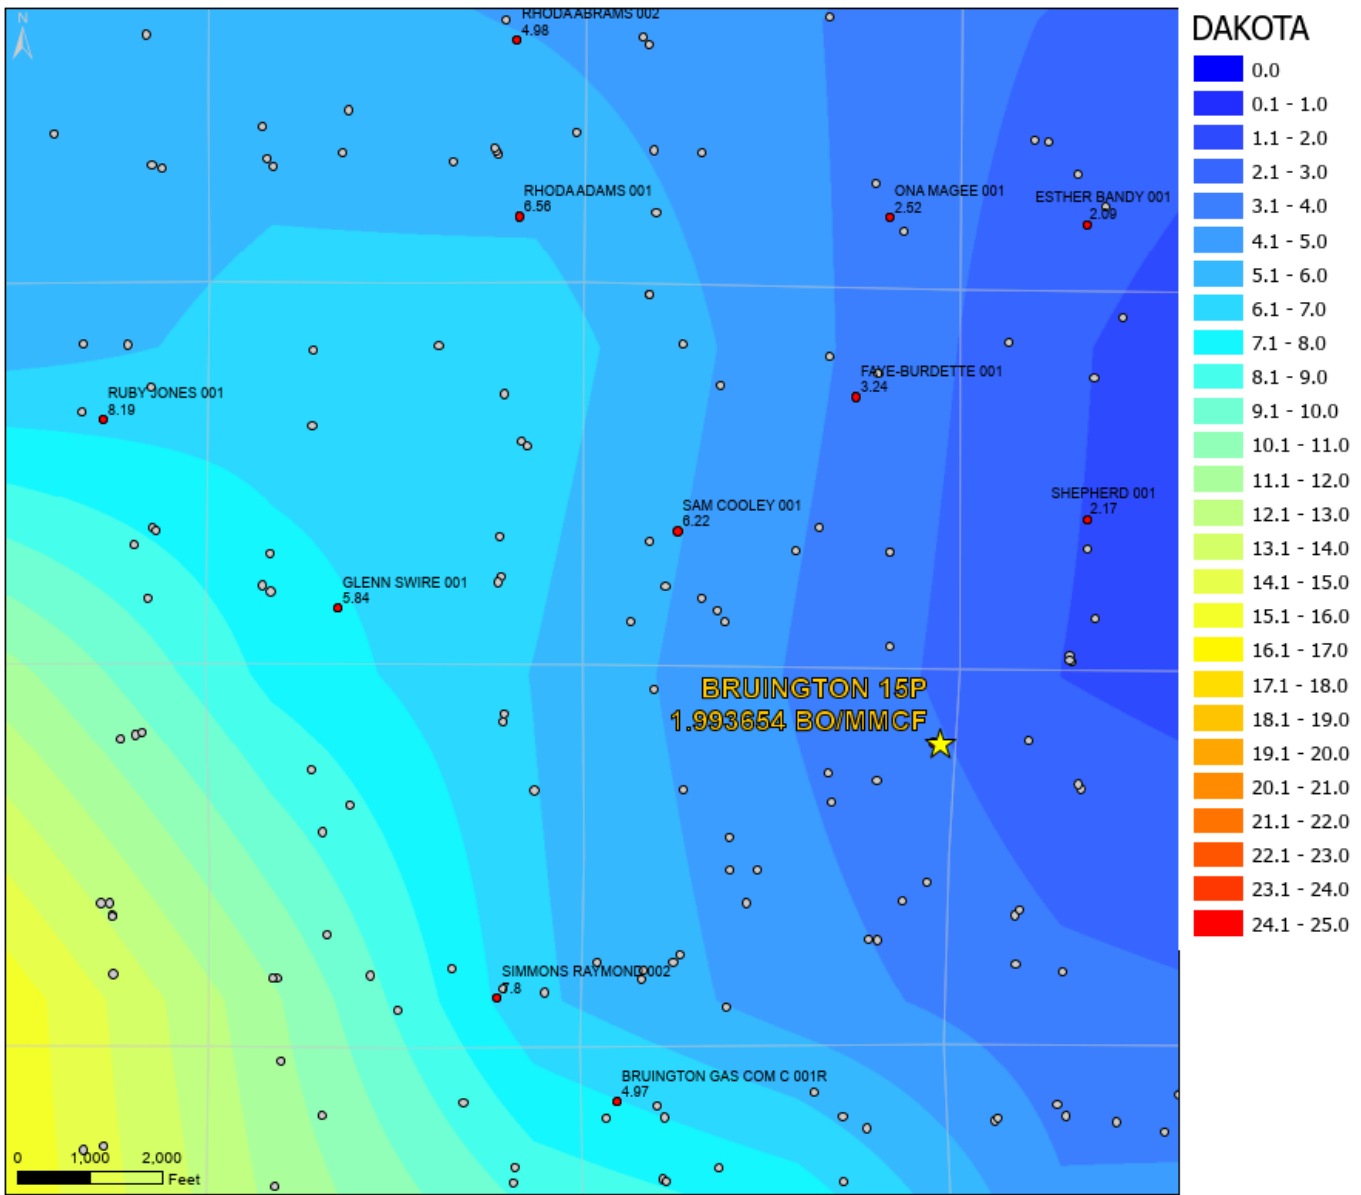 N
RHODA ABRAMS 002
4.98
RHODA ADAMS 001
6.56
ONA MAGEE 001
2.52
ESTHER BANDY 001
2.09
RUBY JONES 001
8.19
FAYE-BURDETTE 001
3.24
SAM COOLEY 001
6.22
SHEPHERD 001
2.17
GLENN SWIRE 001
5.84
BRUINGTON 15P
1.993654 BO/MMCF
SIMMONS RAYMOND 002
7.8
BRUINGTON GAS COM C 001R
4.97
0 1,000 2,000
Feet
DAKOTA
0.0
0.1 - 1.0
1.1 - 2.0
2.1 - 3.0
3.1 - 4.0
4.1 - 5.0
5.1 - 6.0
6.1 - 7.0
7.1 - 8.0
8.1 - 9.0
9.1 - 10.0
10.1 - 11.0
11.1 - 12.0
12.1 - 13.0
13.1 - 14.0
14.1 - 15.0
15.1 - 16.0
16.1 - 17.0
17.1 - 18.0
18.1 - 19.0
19.1 - 20.0
20.1 - 21.0
21.1 - 22.0
22.1 - 23.0
23.1 - 24.0
24.1 - 25.0